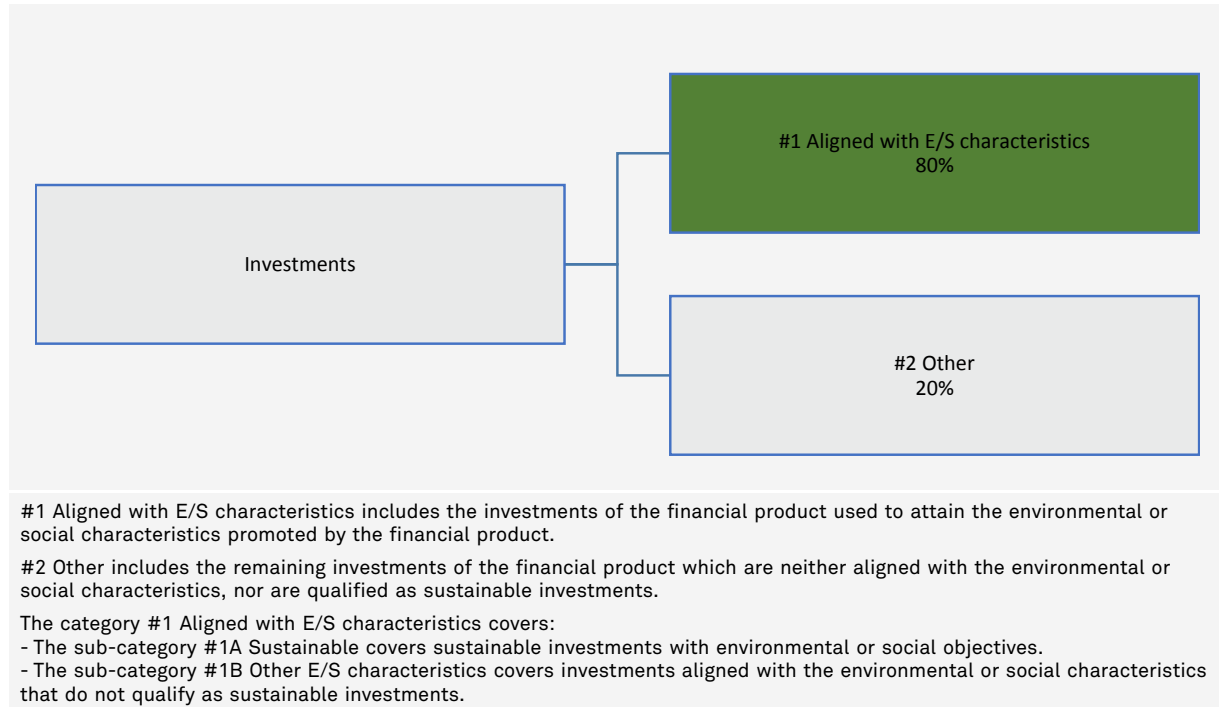 #1 Aligned with E/S characteristics
80%
Investments
#2 Other
20%
#1 Aligned with E/S characteristics includes the investments of the financial product used to attain the environmental or
social characteristics promoted by the financial product.
#2 Other includes the remaining investments of the financial product which are neither aligned with the environmental or
social characteristics, nor are qualified as sustainable investments.
The category #1 Aligned with E/S characteristics covers:
- The sub-category #1A Sustainable covers sustainable investments with environmental or social objectives.
- The sub-category #1B Other E/S characteristics covers investments aligned with the environmental or social characteristics
that do not qualify as sustainable investments.